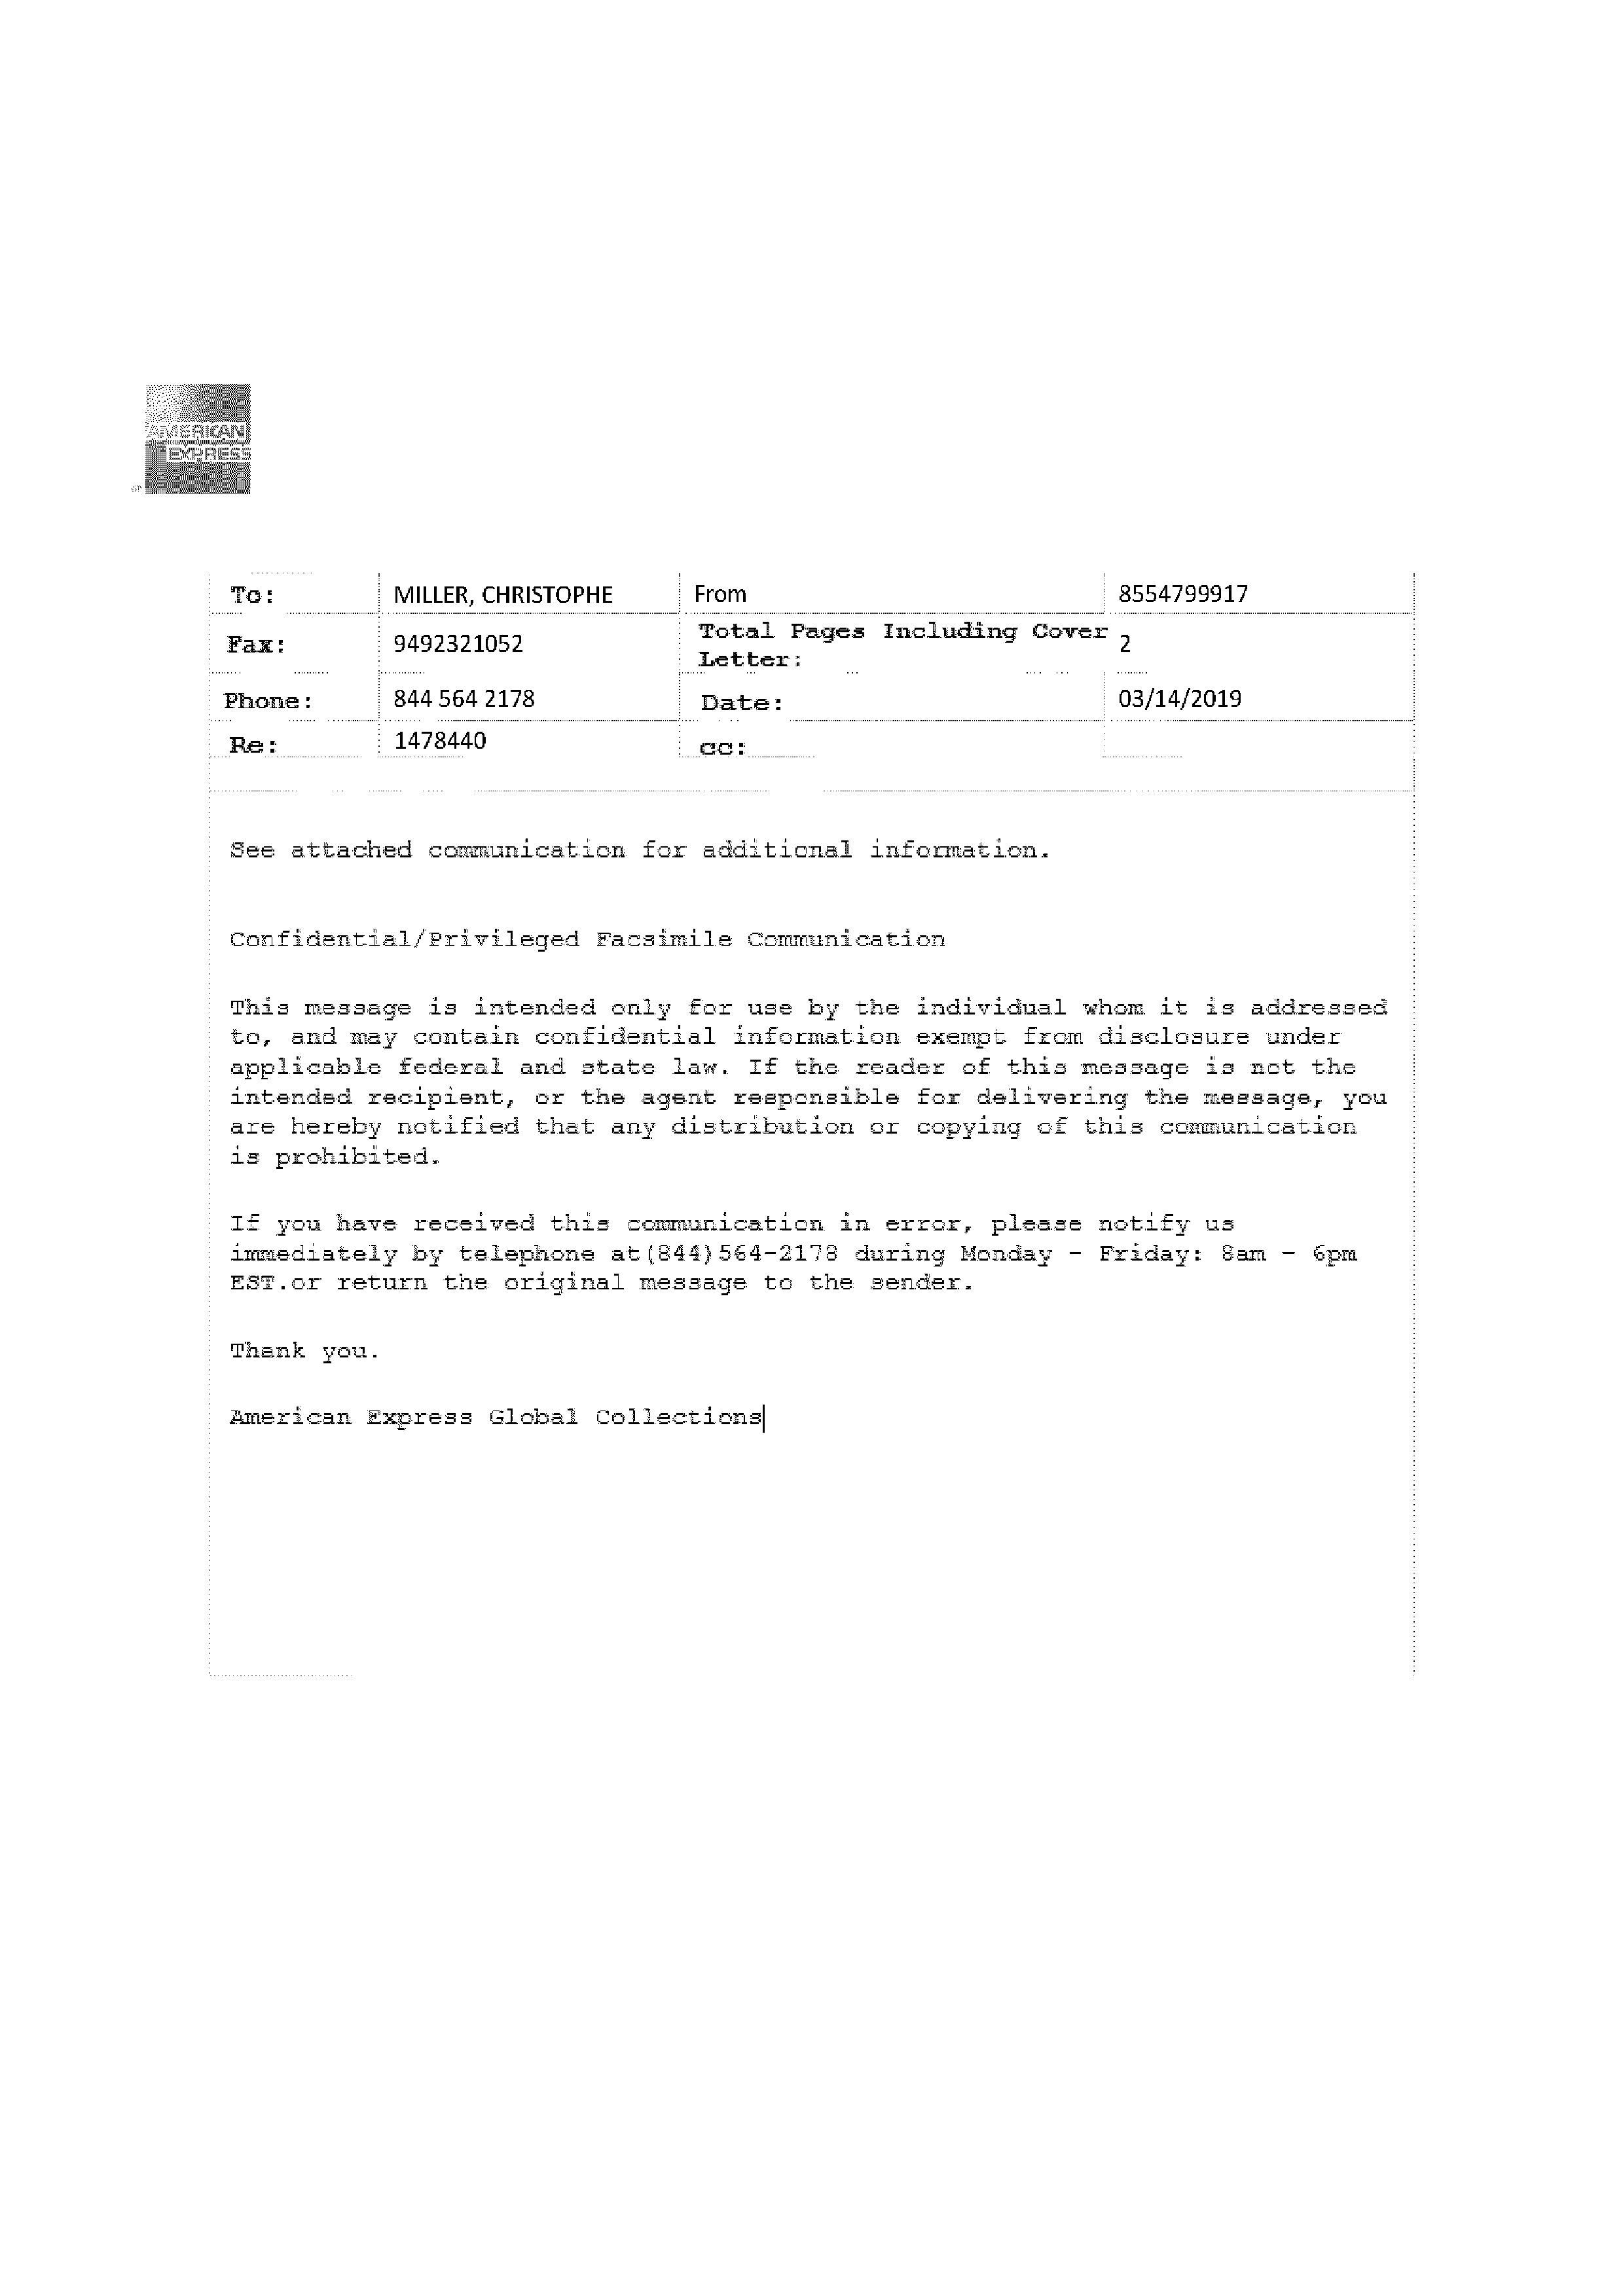 AMERICAN
EXPRESS
To: MILLER, CHRISTOPHE From 8554799917
Fax: 9492321052 Total Pages Including Cover Letter: 2
Phone: 844 564 2178 Date: 03/14/2019
Re: 1478440 cc:
See attached communication for additional information.
Confidential/Privileged Facsimile Communication
This message is intended only for use by the individual whom it is addressed
to, and may contain confidential information exempt from disclosure under
applicable federal and state law. If the reader of this message is not the
intended recipient, or the agent responsible for delivering the message, you
are hereby notified that any distribution or copying of this communication
is prohibited.
If you have received this communication in error, please notify us
immediately by telephone at(844)564-2178 during Monday - Friday: 8am - 6pm
EST.or return the original message to the sender.
Thank you.
American Express Global Collections